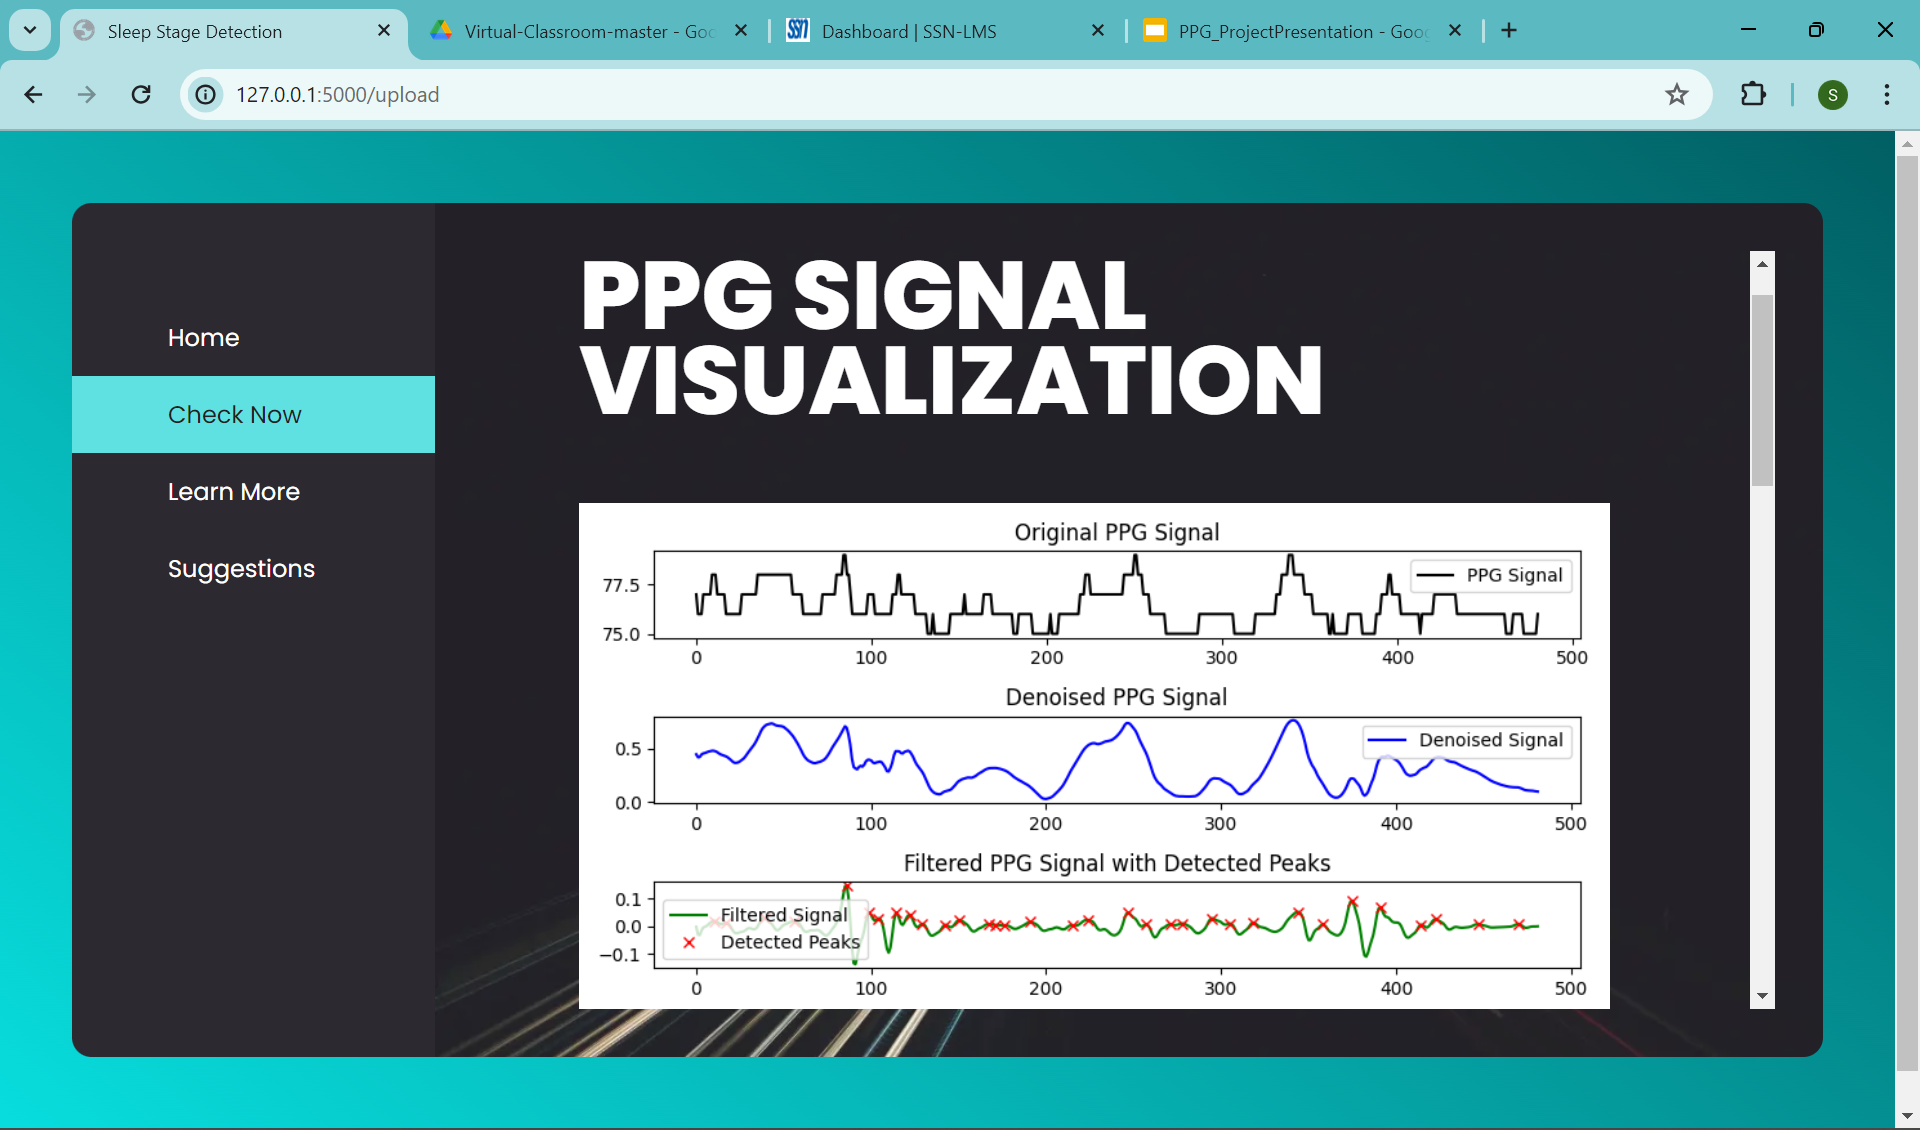 Sleep Stage Detection
Virtual-Classroom-master - Goo
SSN
Dashboard | SSN-LMS
PPG_ProjectPresentation - Goog
127.0.0.1:5000/upload
S
Home
Check Now
Learn More
Suggestions
PPG SIGNAL
VISUALIZATION
Original PPG Signal
PPG Signal
77.5
75.0
0 100 200 300 400 500
Denoised PPG Signal
Denoised Signal
0.5
0.0
0 100 200 300 400 500
Filtered PPG Signal with Detected Peaks
Filtered Signal
Detected Peaks
0.1
0.0
−0.1
0 100 200 300 400 500